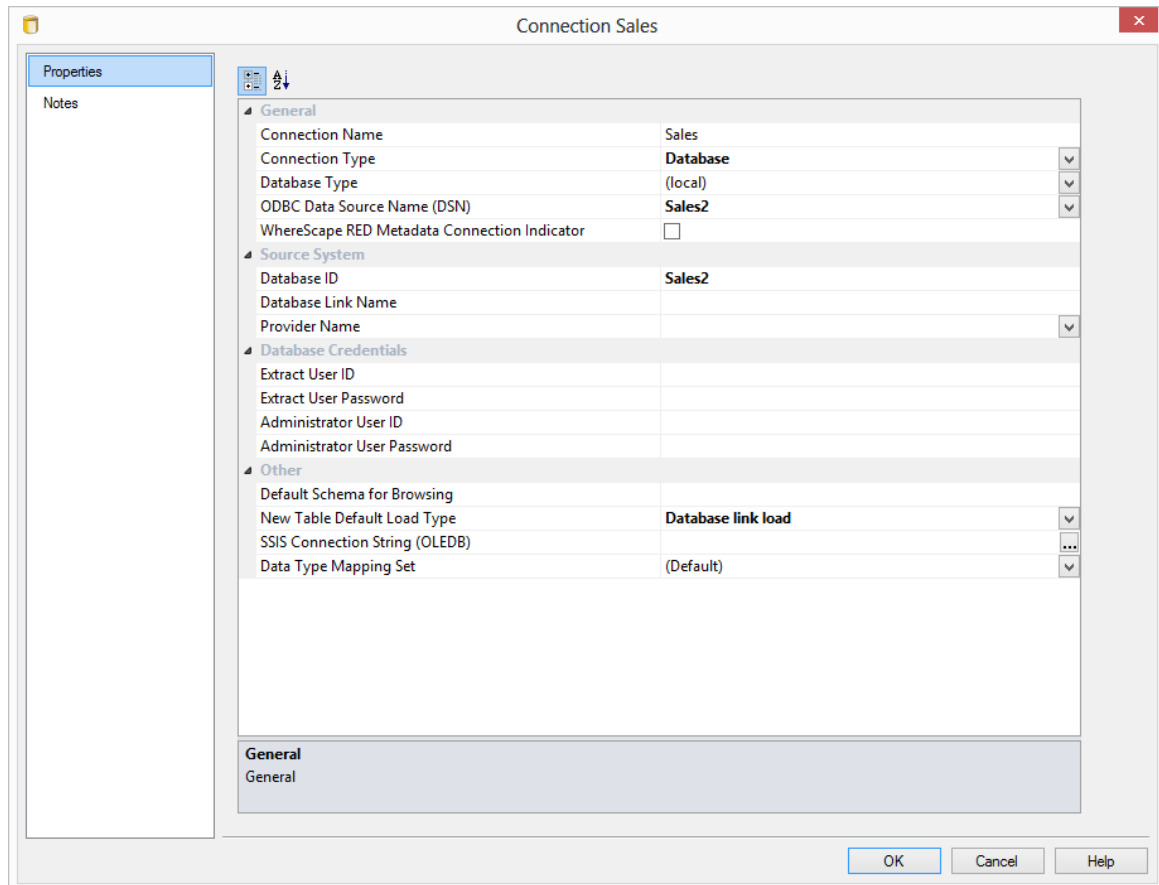 Connection Sales
Properties
Notes
General
Connection Name Sales
Connection Type Database
Database Type (local)
ODBC Data Source Name (DSN) Sales2
WhereScape RED Metadata Connection Indicator
Source System
Database ID Sales2
Database Link Name
Provider Name
Database Credentials
Extract User ID
Extract User Password
Administrator User ID
Administrator User Password
Other
Default Schema for Browsing
New Table Default Load Type Database link load
SSIS Connection String (OLEDB) ...
Data Type Mapping Set (Default)
General
General
OK Cancel Help